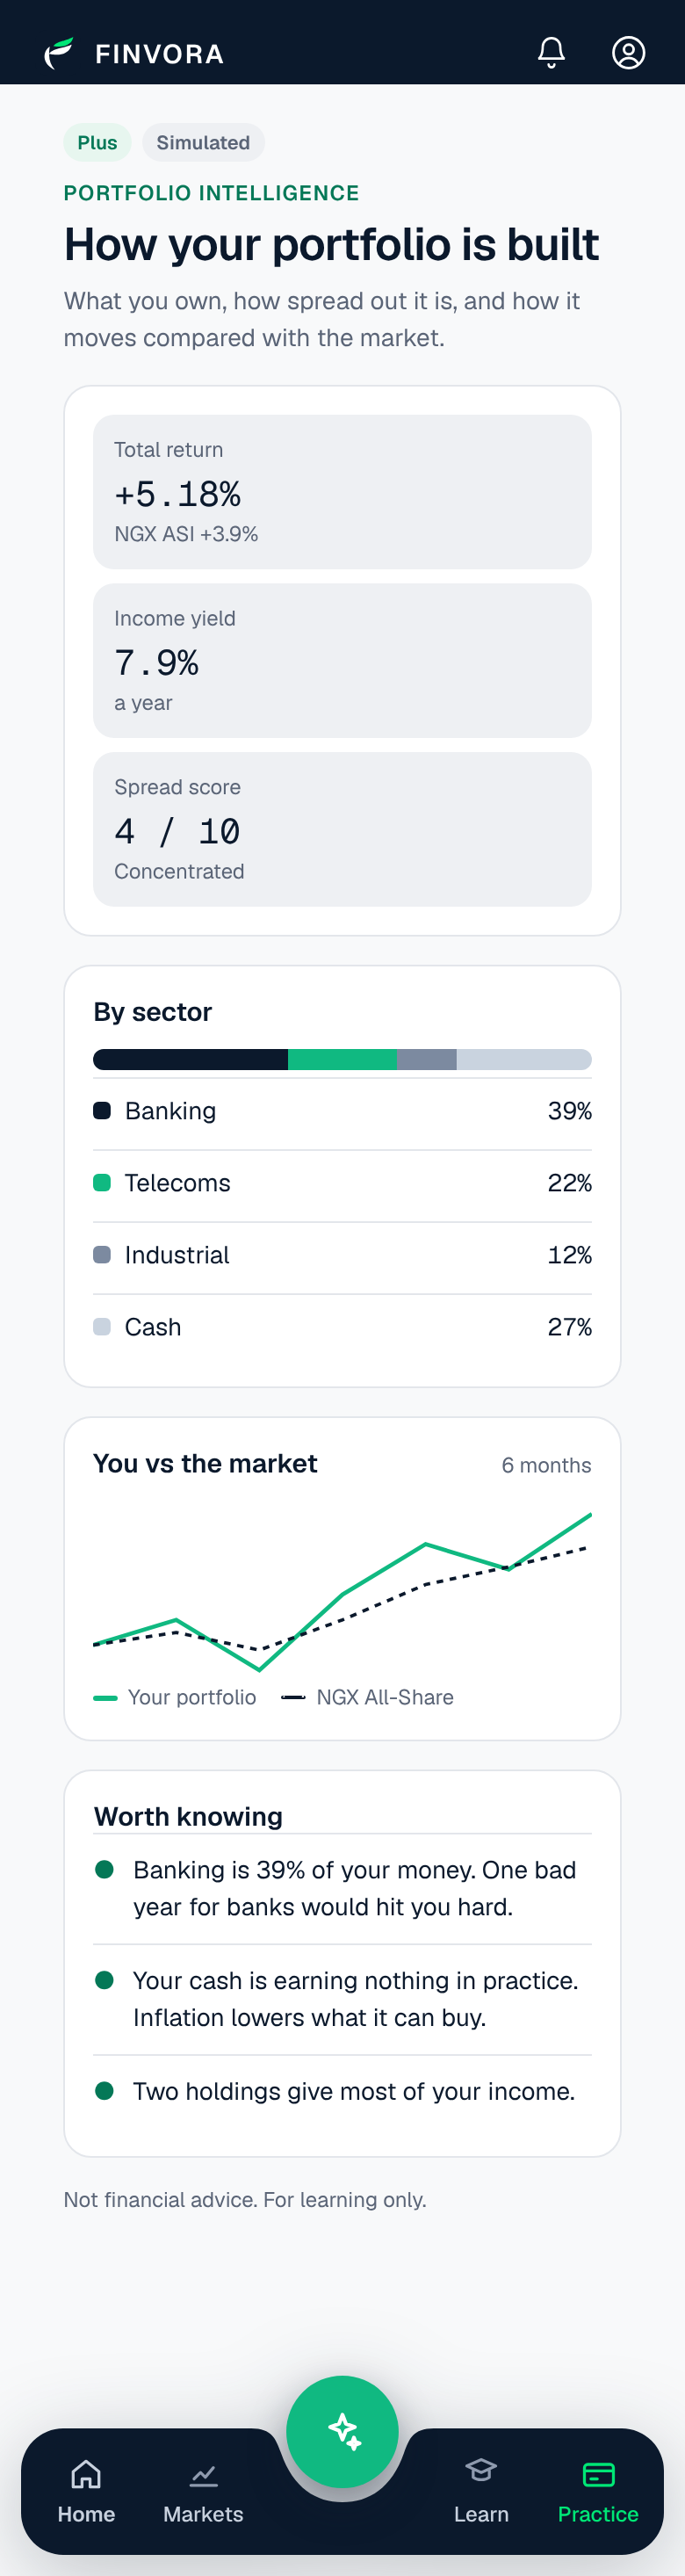 FINVORA
Plus
Simulated
PORTFOLIO INTELLIGENCE
How your portfolio is built
What you own, how spread out it is, and how it
moves compared with the market.
Total return
+5.18%
NGX ASI +3.9%
Income yield
7.9%
a year
Spread score
4 / 10
Concentrated
By sector
Banking 39%
Telecoms 22%
Industrial 12%
Cash 27%
You vs the market 6 months
Your portfolio NGX All-Share
Worth knowing
Banking is 39% of your money. One bad
year for banks would hit you hard.
Your cash is earning nothing in practice.
Inflation lowers what it can buy.
Two holdings give most of your income.
Not financial advice. For learning only.
Home Markets Learn Practice